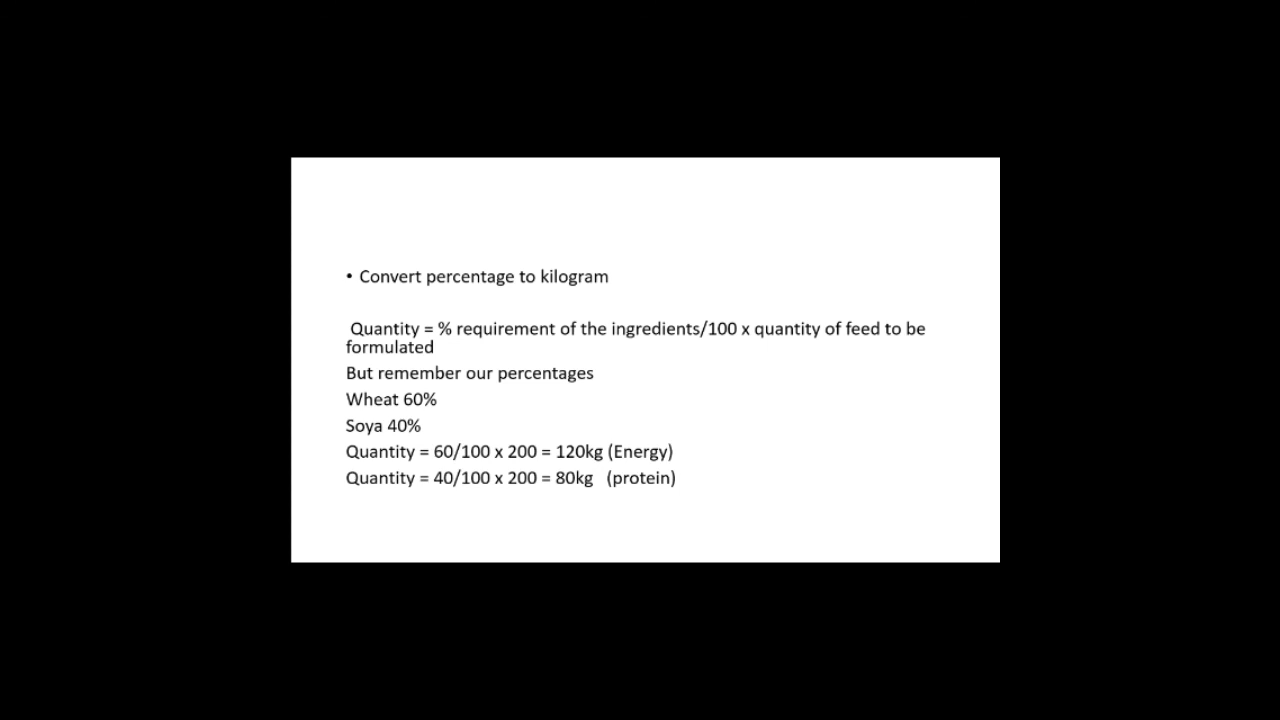 • Convert percentage to kilogram
Quantity = % requirement of the ingredients/100 x quantity of feed to be
formulated
But remember our percentages
Wheat 60%
Soya 40%
Quantity = 60/100 x 200 = 120kg (Energy)
Quantity = 40/100 x 200 = 80kg (protein)